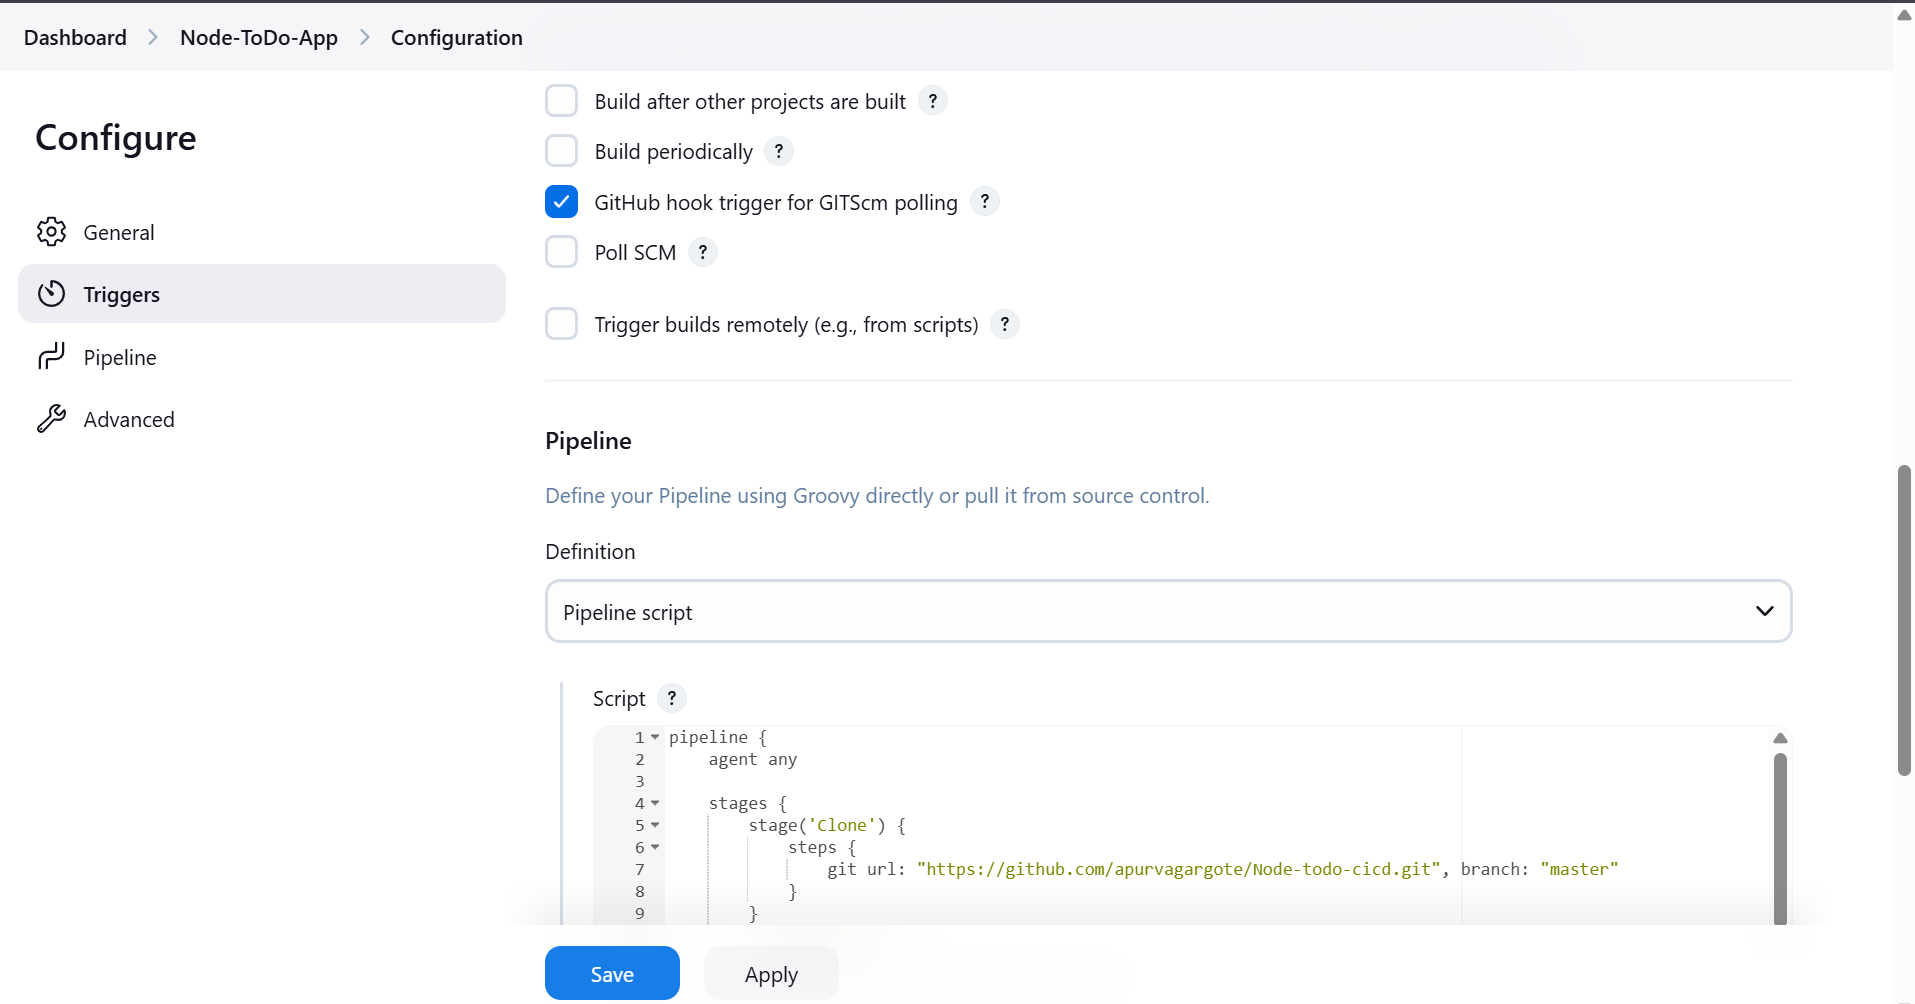 Dashboard > Node-ToDo-App > Configuration
Configure
General
Triggers
Pipeline
Advanced
Build after other projects are built ?
Build periodically ?
GitHub hook trigger for GITScm polling ?
Poll SCM ?
Trigger builds remotely (e.g., from scripts) ?
Pipeline
Define your Pipeline using Groovy directly or pull it from source control.
Definition
Pipeline script
Script ?
1 pipeline {
2 agent any
3
4 stages {
5 stage('Clone') {
6 steps {
7 git url: "https://github.com/apurvagargote/Node-todo-cicd.git", branch: "master"
8 }
9 }
Save
Apply